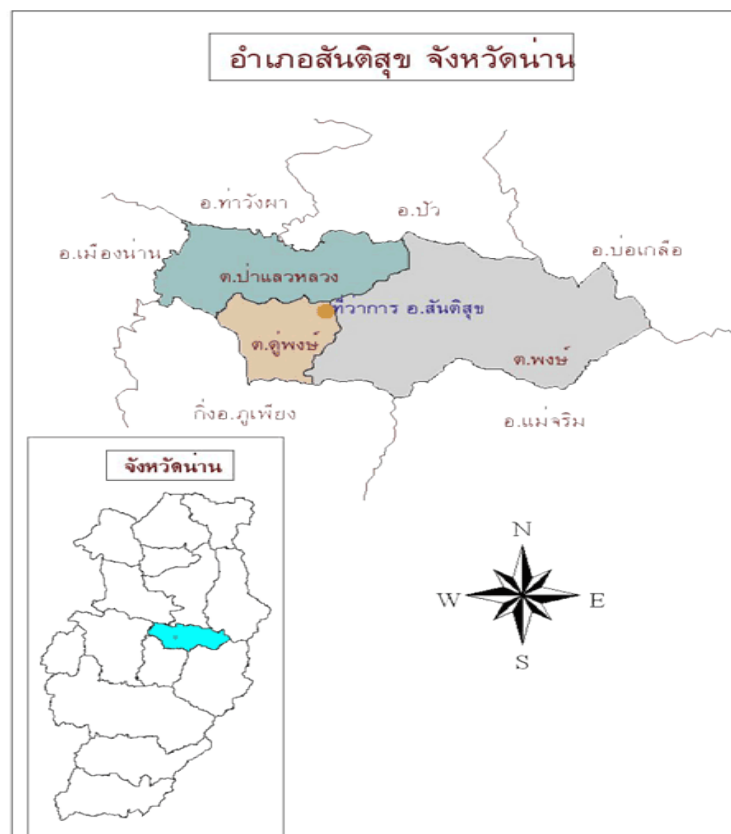 อำเภอสันติสุข จังหวัดน่าน
อ.ท่าวังผา
อ.ปัว
อ.เมืองน่าน
อ.บ่อเกลือ
ต.ป่าแลวหลวง
ที่วาการ อ.สันติสุข
ต.ดู่พงษ์
ต.พงษ์
กิ่งอ.ภูเพียง
อ.แม่จริม
จังหวัดน่าน
N
W E
S